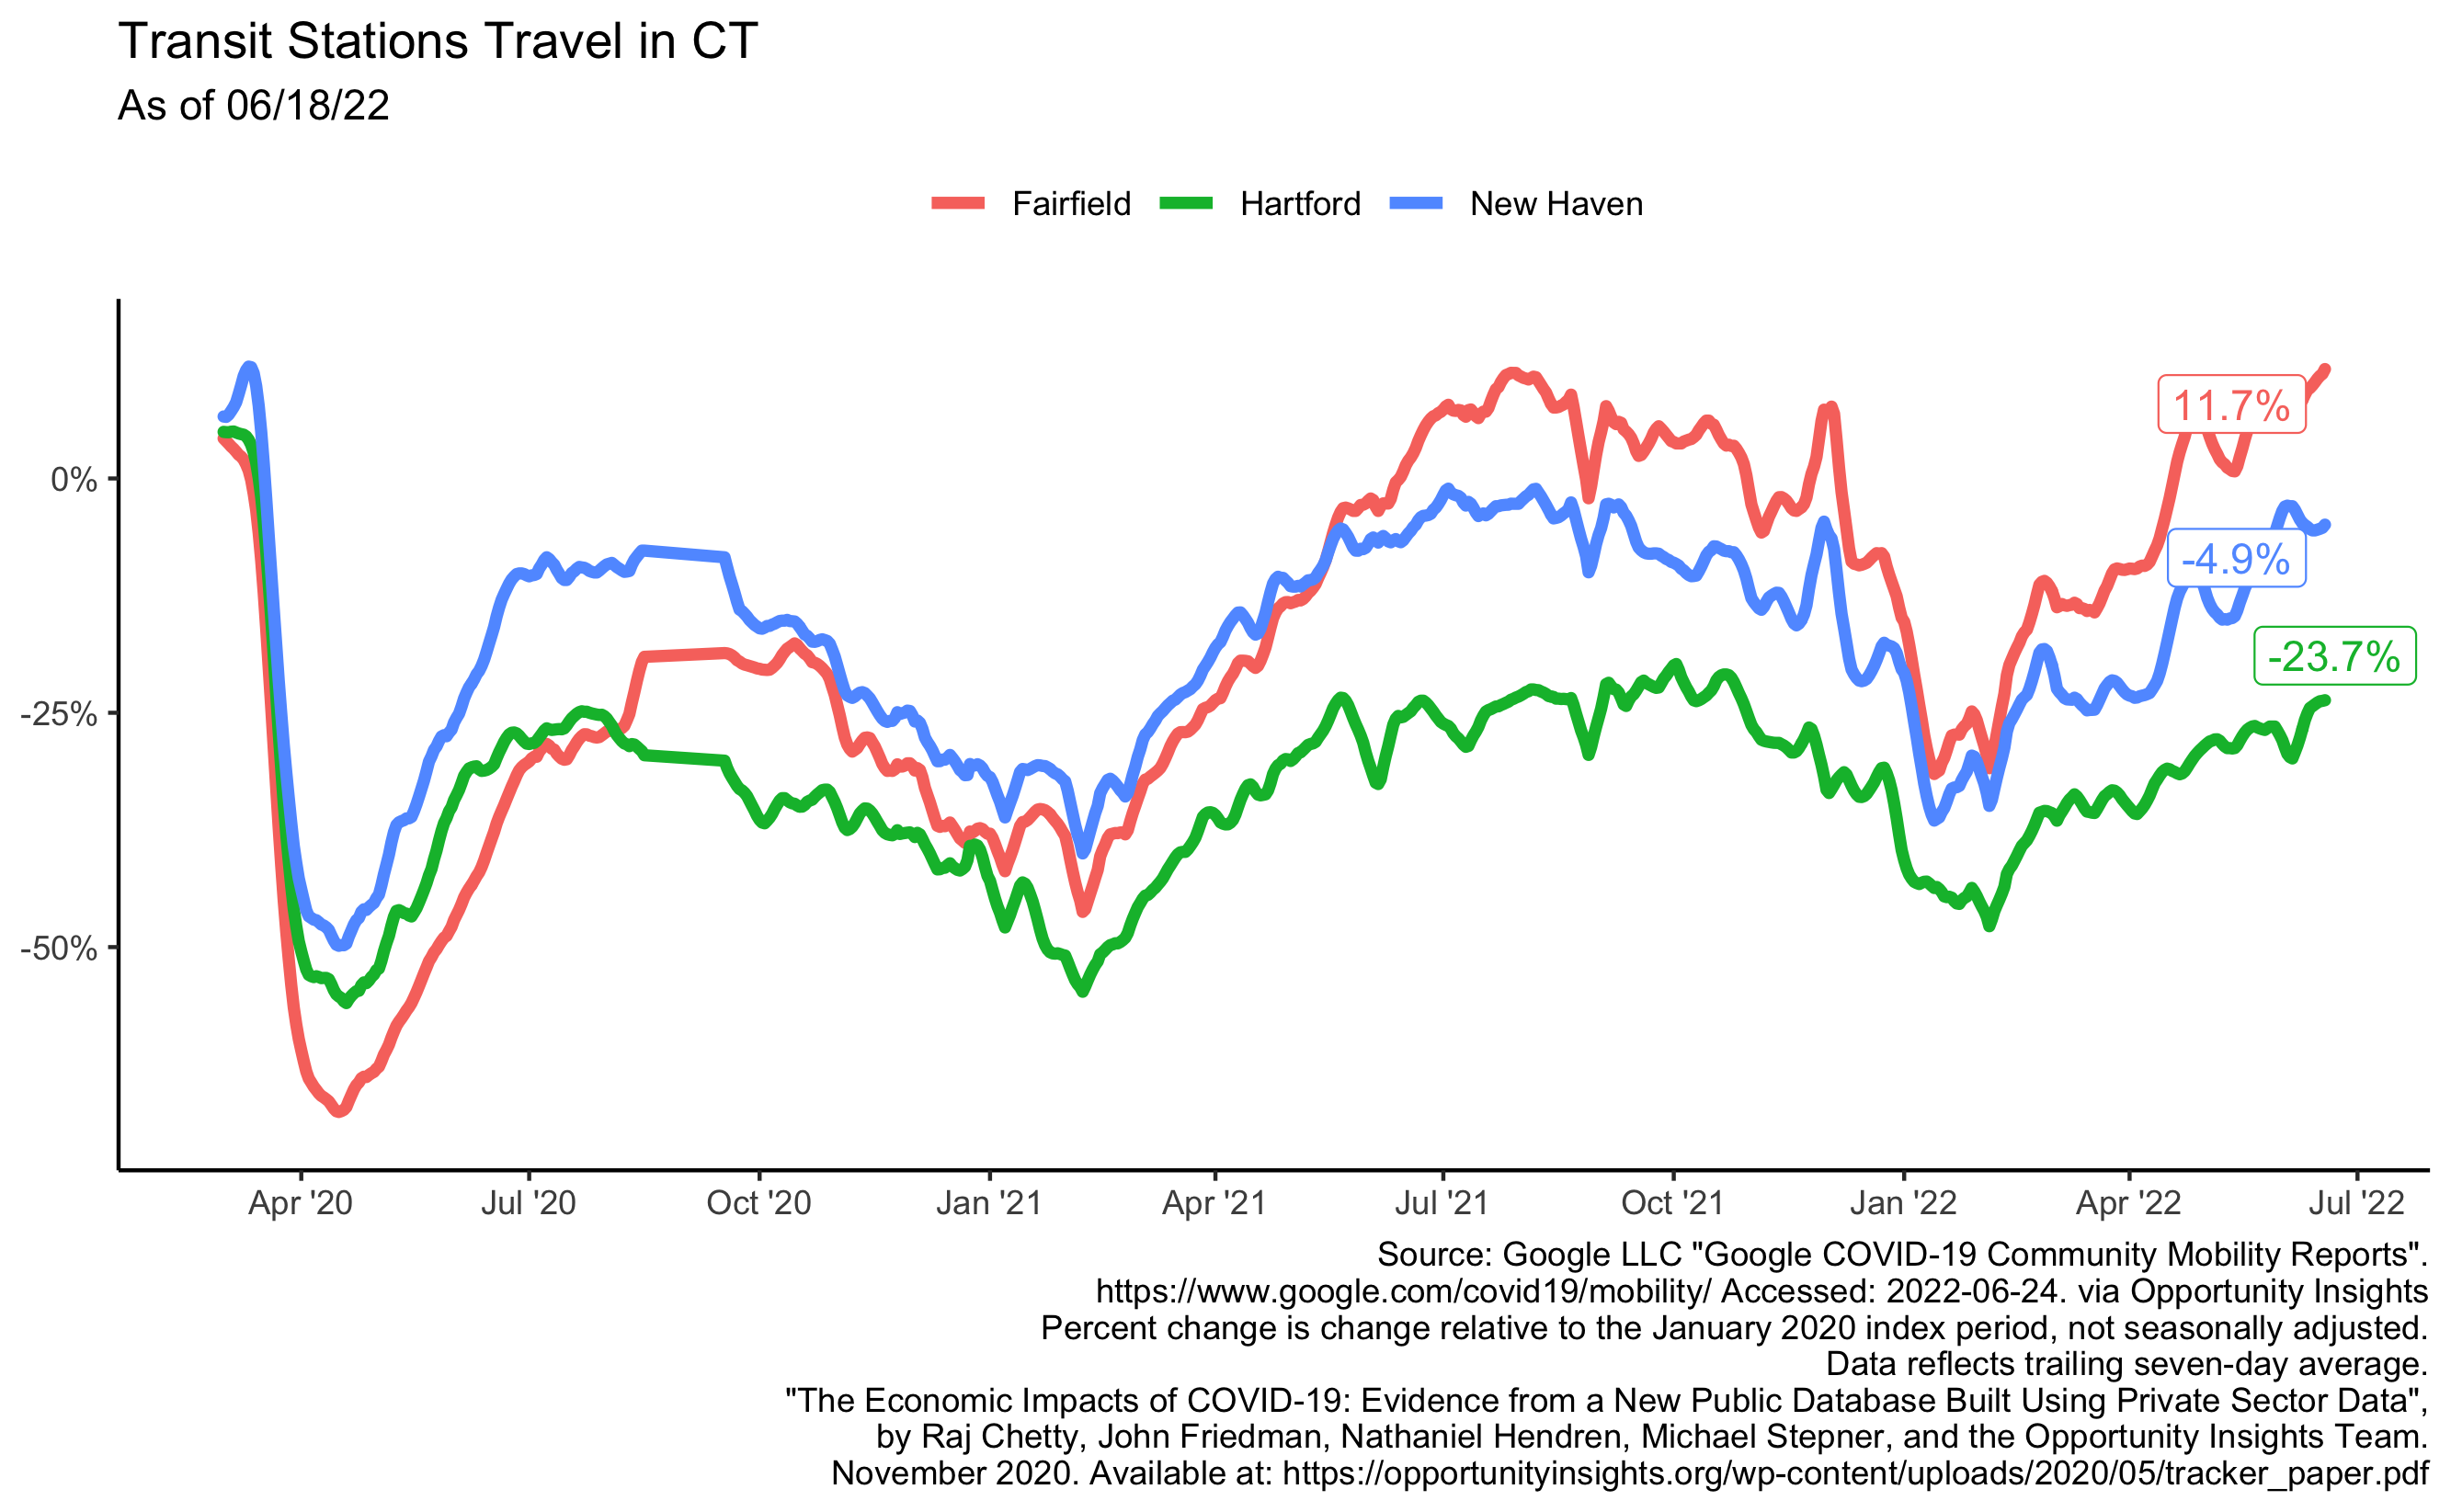 Transit Stations Travel in CT
As of 06/18/22
Fairfield Hartford New Haven
11.7%
0%
-4.9%
-23.7%
-25%
-50%
Apr '20 Jul '20 Oct '20 Jan '21 Apr '21 Jul '21 Oct '21 Jan '22 Apr '22 Jul '22
Source: Google LLC "Google COVID-19 Community Mobility Reports".
https://www.google.com/covid19/mobility/ Accessed: 2022-06-24. via Opportunity Insights
Percent change is change relative to the January 2020 index period, not seasonally adjusted.
Data reflects trailing seven-day average.
"The Economic Impacts of COVID-19: Evidence from a New Public Database Built Using Private Sector Data",
by Raj Chetty, John Friedman, Nathaniel Hendren, Michael Stepner, and the Opportunity Insights Team.
November 2020. Available at: https://opportunityinsights.org/wp-content/uploads/2020/05/tracker_paper.pdf